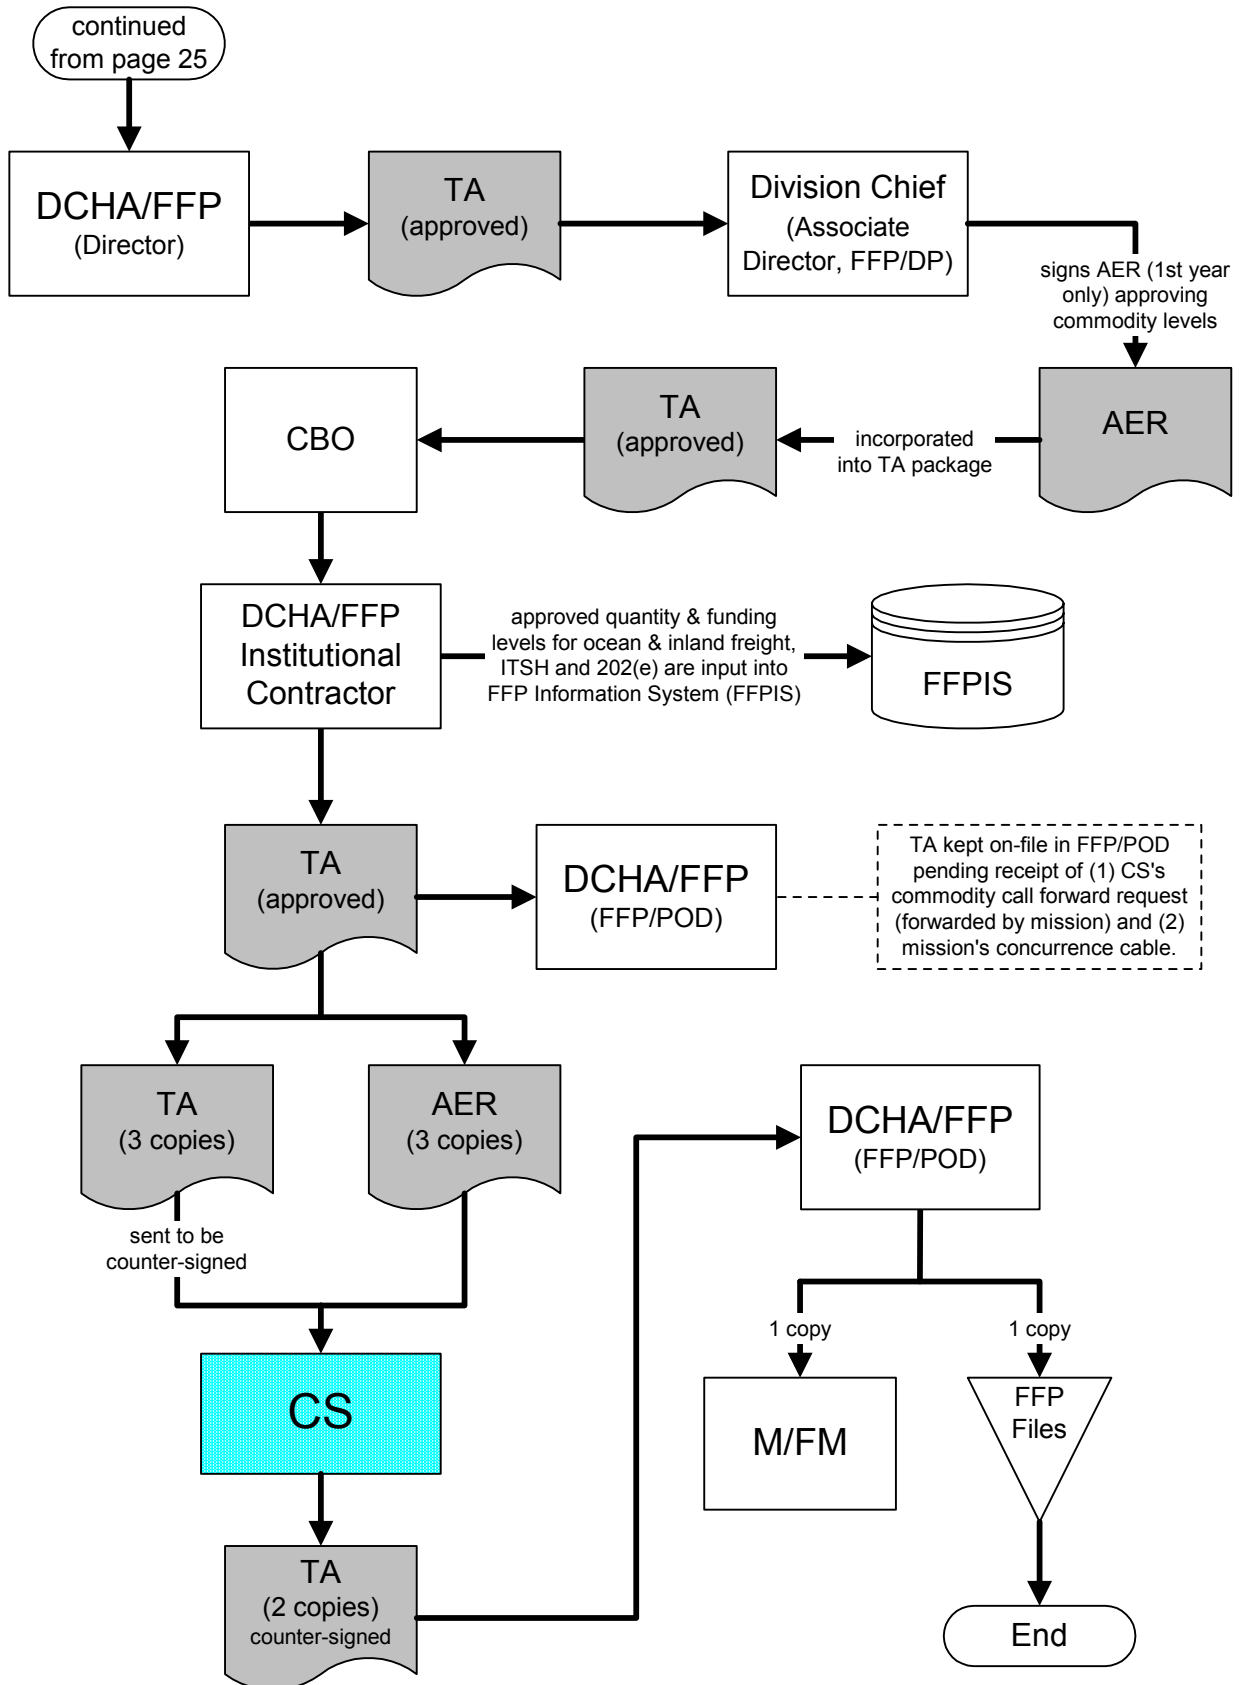 continued
from page 25
DCHA/FFP
(Director)
TA
(approved)
Division Chief
(Associate
Director, FFP/DP)
signs AER (1st year
only) approving
commodity levels
CBO
TA
(approved)
incorporated
into TA package
AER
DCHA/FFP
Institutional
Contractor
approved quantity & funding
levels for ocean & inland freight,
ITSH and 202(e) are input into
FFP Information System (FFPIS)
FFPIS
TA
(approved)
DCHA/FFP
(FFP/POD)
TA kept on-file in FFP/POD
pending receipt of (1) CS's
commodity call forward request
(forwarded by mission) and (2)
mission's concurrence cable.
TA
(3 copies)
AER
(3 copies)
DCHA/FFP
(FFP/POD)
sent to be
counter-signed
1 copy
1 copy
CS
M/FM
FFP
Files
TA
(2 copies)
counter-signed
End